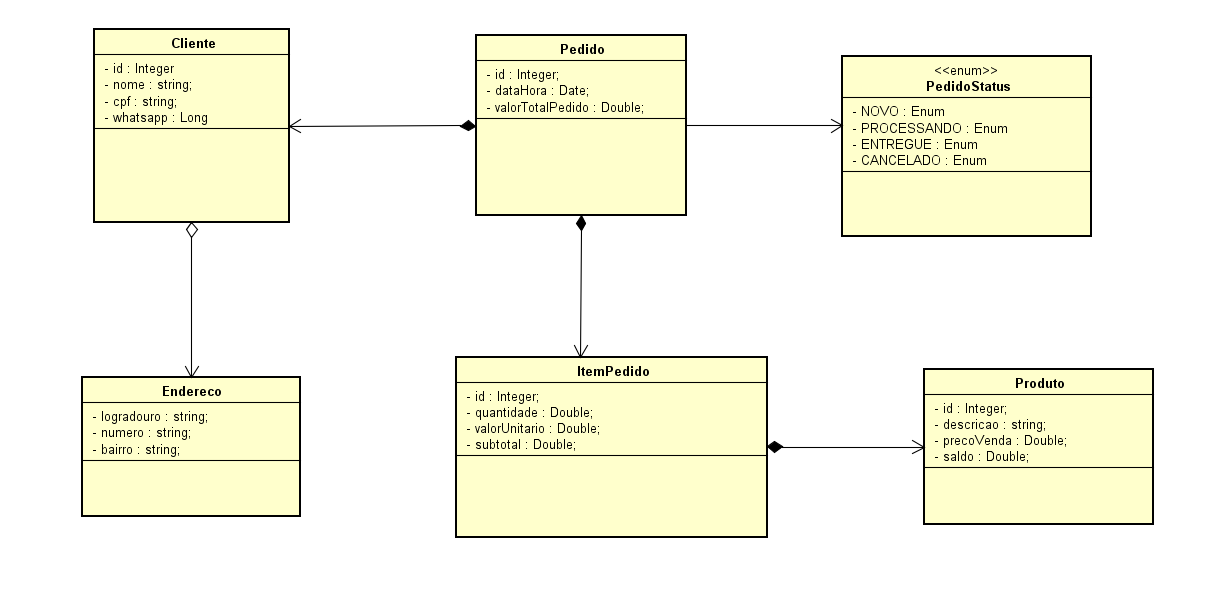 Cliente
- id : Integer
- nome : string;
- cpf : string;
- whatsapp : Long
Pedido
- id : Integer;
- dataHora : Date;
- valorTotalPedido : Double;
<<enum>>
PedidoStatus
- NOVO : Enum
- PROCESSANDO : Enum
- ENTREGUE : Enum
- CANCELADO : Enum
Endereco
- logradouro : string;
- numero : string;
- bairro : string;
ItemPedido
- id : Integer;
- quantidade : Double;
- valorUnitario : Double;
- subtotal : Double;
Produto
- id : Integer;
- descricao : string;
- precoVenda : Double;
- saldo : Double;